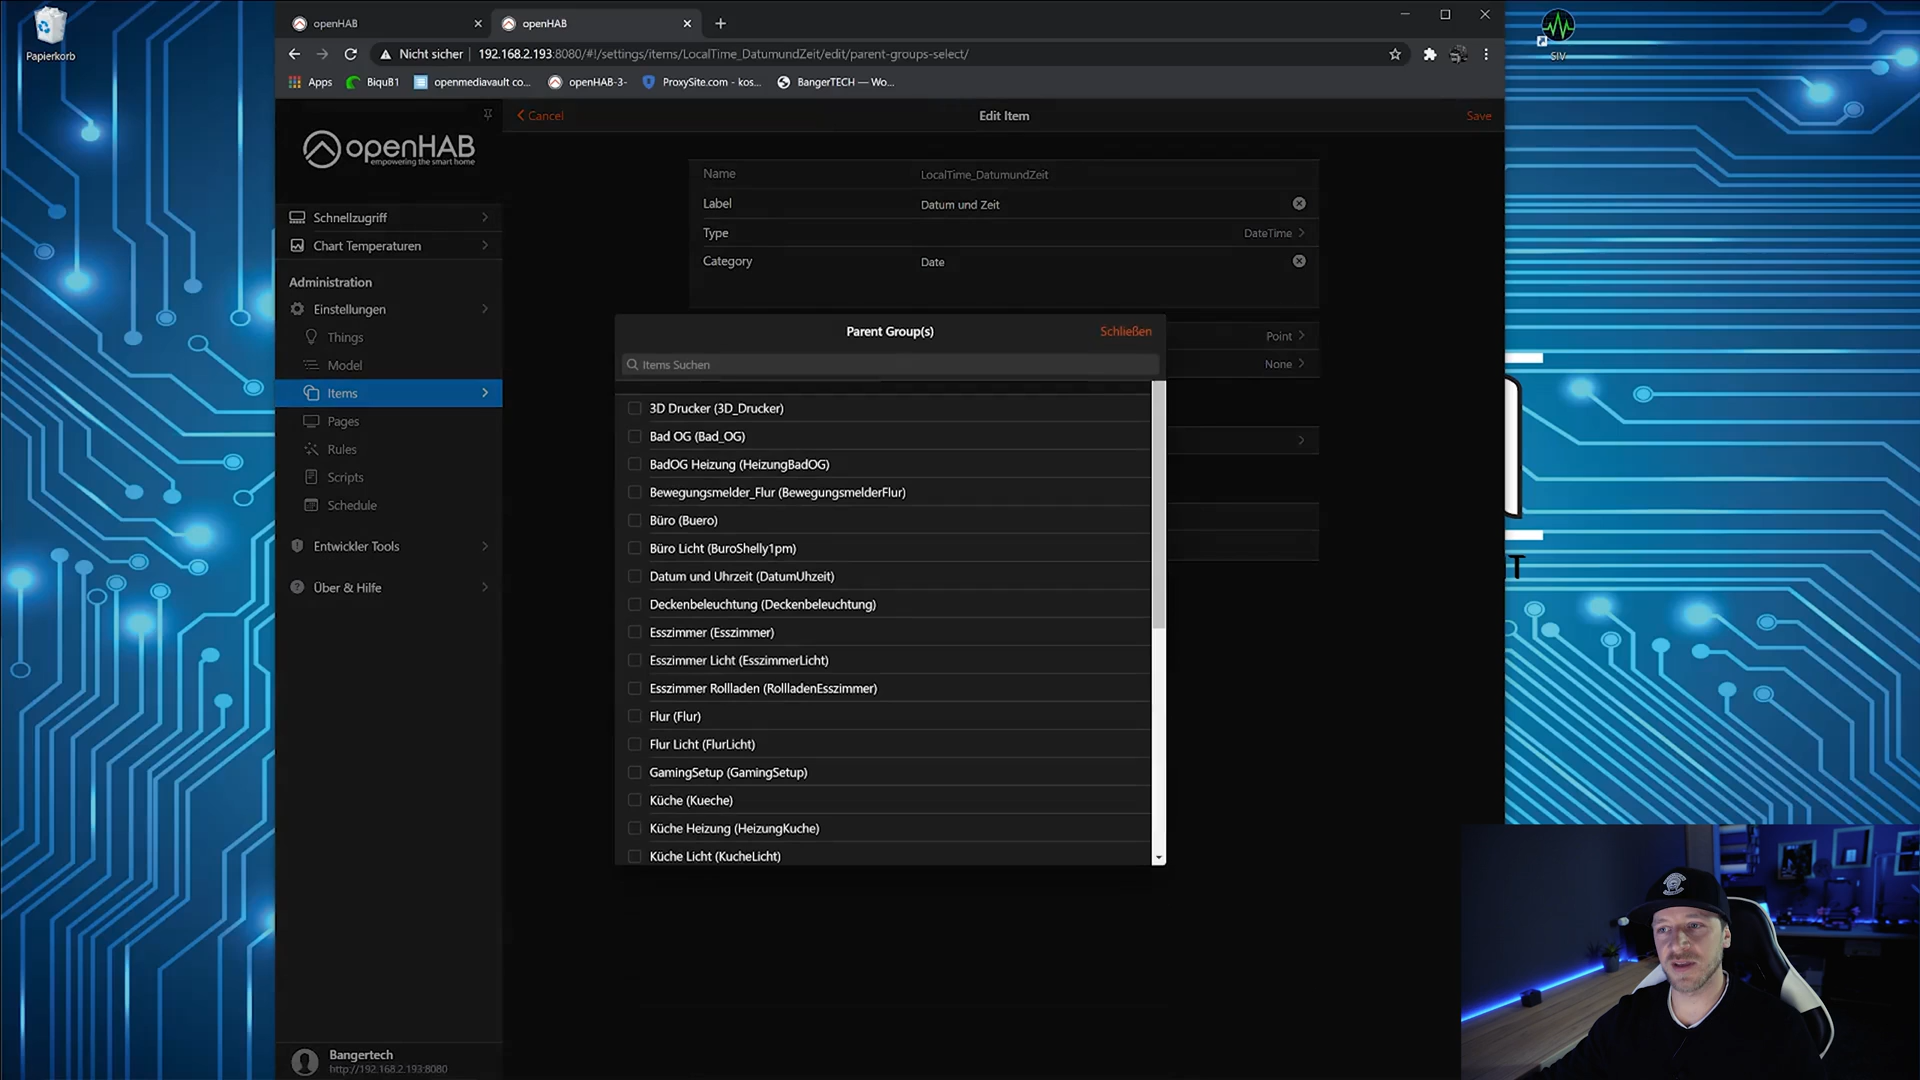 Papierkorb
openHAB
openHAB
SIV
Nicht sicher
192.168.2.193:8080/#!/settings/items/LocalTime_DatumundZeit/edit/parent-groups-select/
Apps
BiquB1
openmediavault co...
openHAB-3-
ProxySite.com - kos...
BangerTECH — Wo...
openHAB
empowering the smart home
Cancel
Edit Item
Save
Name
LocalTime_DatumundZeit
Label
Datum und Zeit
Type
DateTime
Category
Date
Schnellzugriff
Chart Temperaturen
Administration
Einstellungen
Things
Model
Items
Pages
Rules
Scripts
Schedule
Entwickler Tools
Über & Hilfe
Parent Group(s)
Schließen
Items Suchen
Point
None
3D Drucker (3D_Drucker)
Bad OG (Bad_OG)
BadOG Heizung (HeizungBadOG)
Bewegungsmelder_Flur (BewegungsmelderFlur)
Büro (Buero)
Büro Licht (BuroShelly1pm)
Datum und Uhrzeit (DatumUhzeit)
Deckenbeleuchtung (Deckenbeleuchtung)
Esszimmer (Esszimmer)
Esszimmer Licht (EsszimmerLicht)
Esszimmer Rollladen (RollladenEsszimmer)
Flur (Flur)
Flur Licht (FlurLicht)
GamingSetup (GamingSetup)
Küche (Kueche)
Küche Heizung (HeizungKuche)
Küche Licht (KucheLicht)
T
Bangertech
http://192.168.2.193:8080